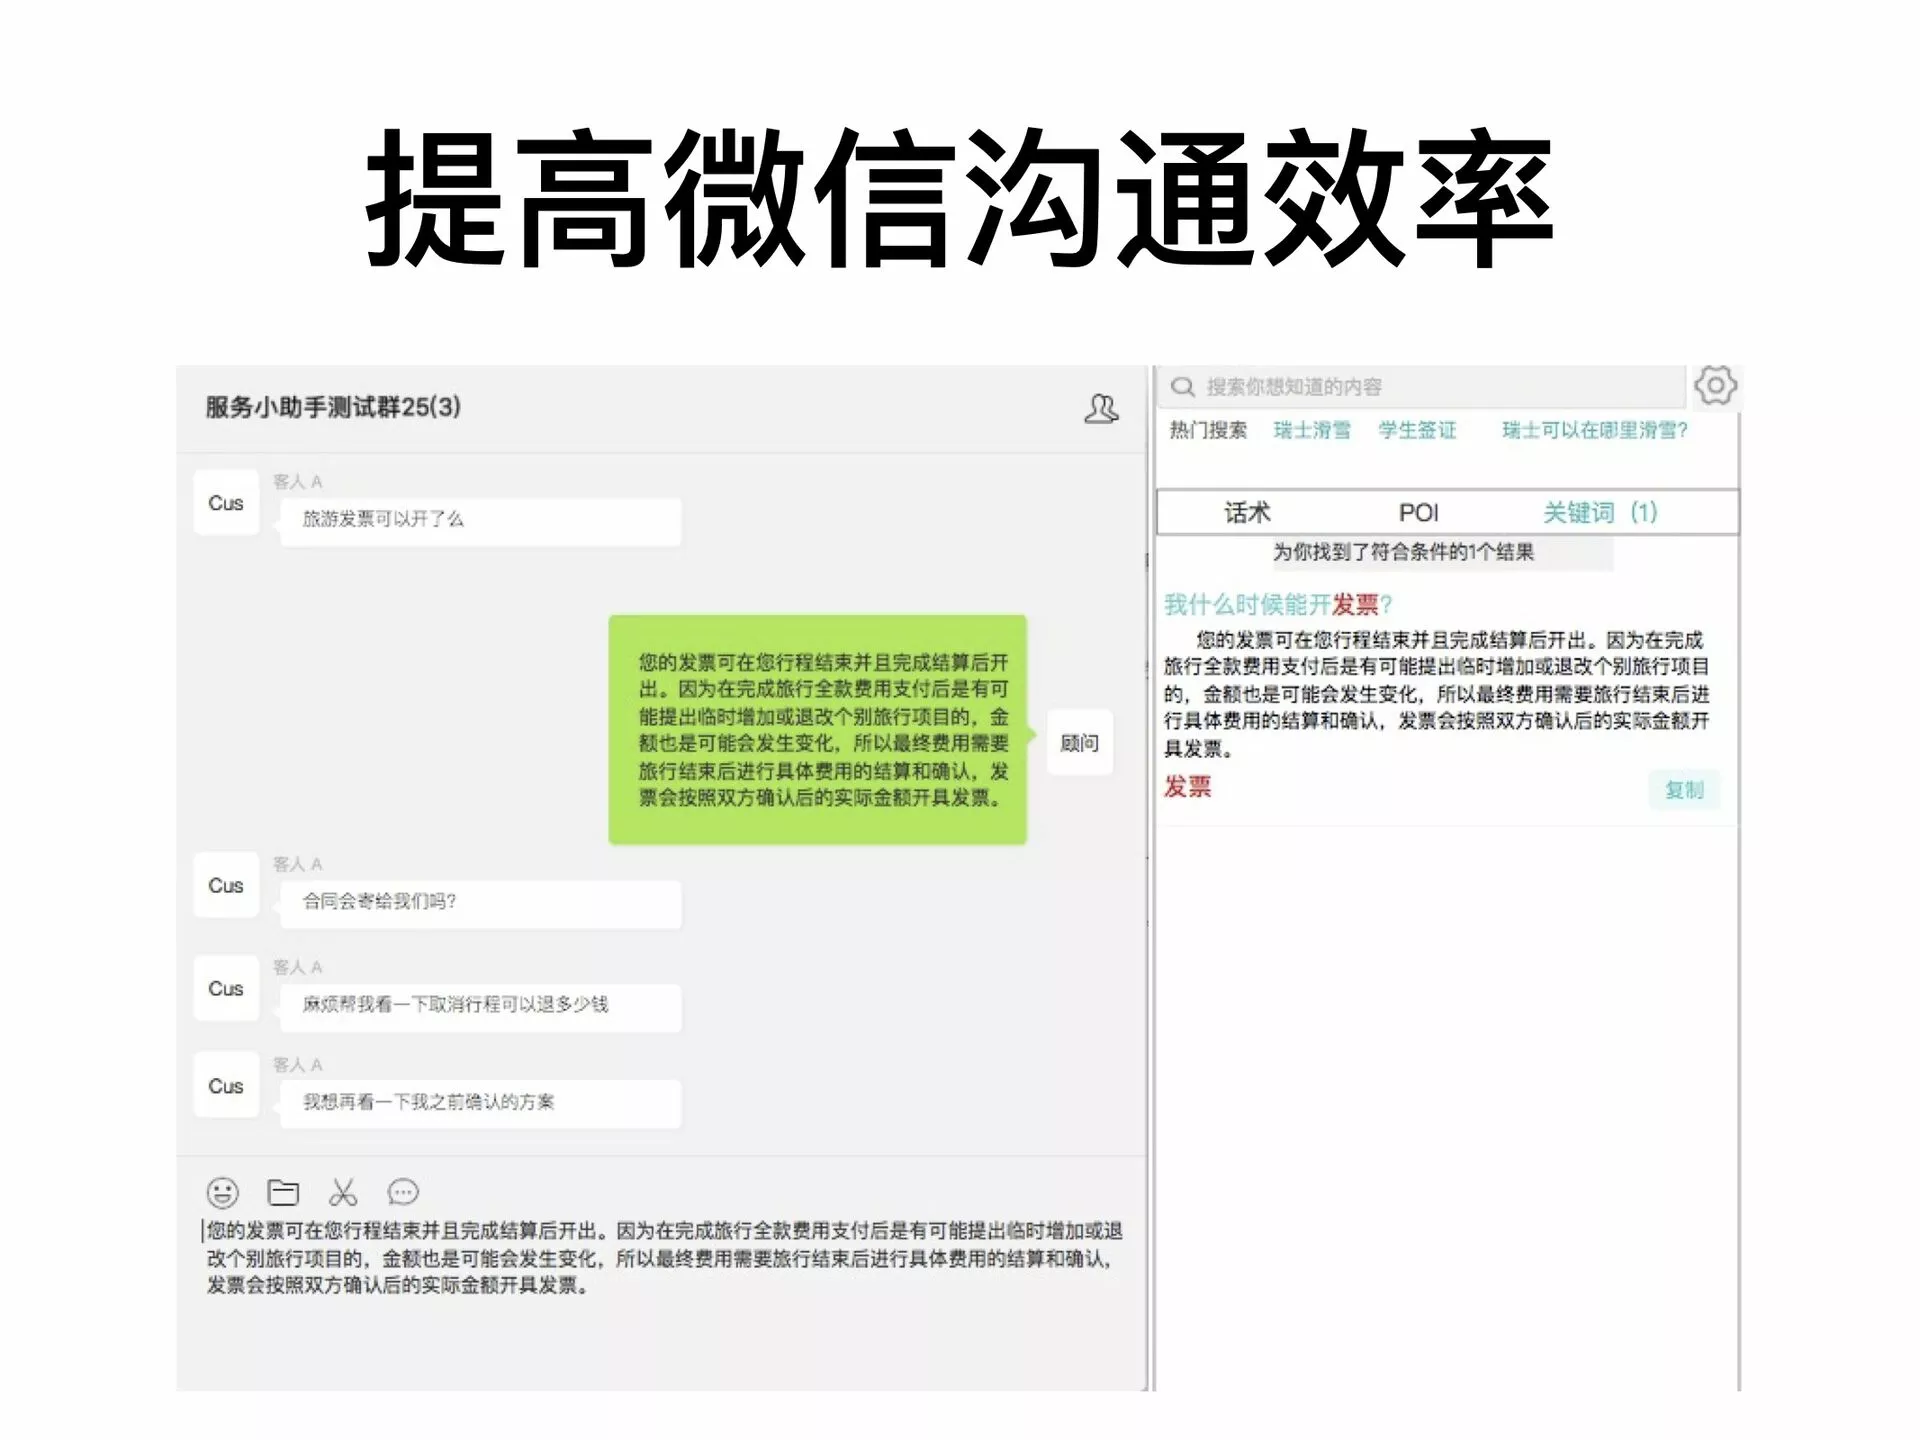 提高微信沟通效率
服务小助手测试群25(3)
Cus
客人 A
旅游发票可以开了么
您的发票可在您行程结束并且完成结算后开
出。因为在完成旅行全款费用支付后是有可
能提出临时增加或退改个别旅行项目的，金
额也是可能会发生变化，所以最终费用需要
旅行结束后进行具体费用的结算和确认，发
票会按照双方确认后的实际金额开具发票。
顾问
Cus
客人 A
合同会寄给我们吗？
Cus
客人 A
麻烦帮我看一下取消行程可以退多少钱
Cus
客人 A
我想再看一下我之前确认的方案
您的发票可在您行程结束并且完成结算后开出。因为在完成旅行全款费用支付后是有可能提出临时增加或退
改个别旅行项目的，金额也是可能会发生变化，所以最终费用需要旅行结束后进行具体费用的结算和确认，
发票会按照双方确认后的实际金额开具发票。
搜索你想知道的内容
热门搜索 瑞士滑雪 学生签证 瑞士可以在哪里滑雪？
话术 POI 关键词（1）
为你找到了符合条件的1个结果
我什么时候能开发票？
您的发票可在您行程结束并且完成结算后开出。因为在完成
旅行全款费用支付后是有可能提出临时增加或退改个别旅行项目
的，金额也是可能会发生变化，所以最终费用需要旅行结束后进
行具体费用的结算和确认，发票会按照双方确认后的实际金额开
具发票。
发票 复制